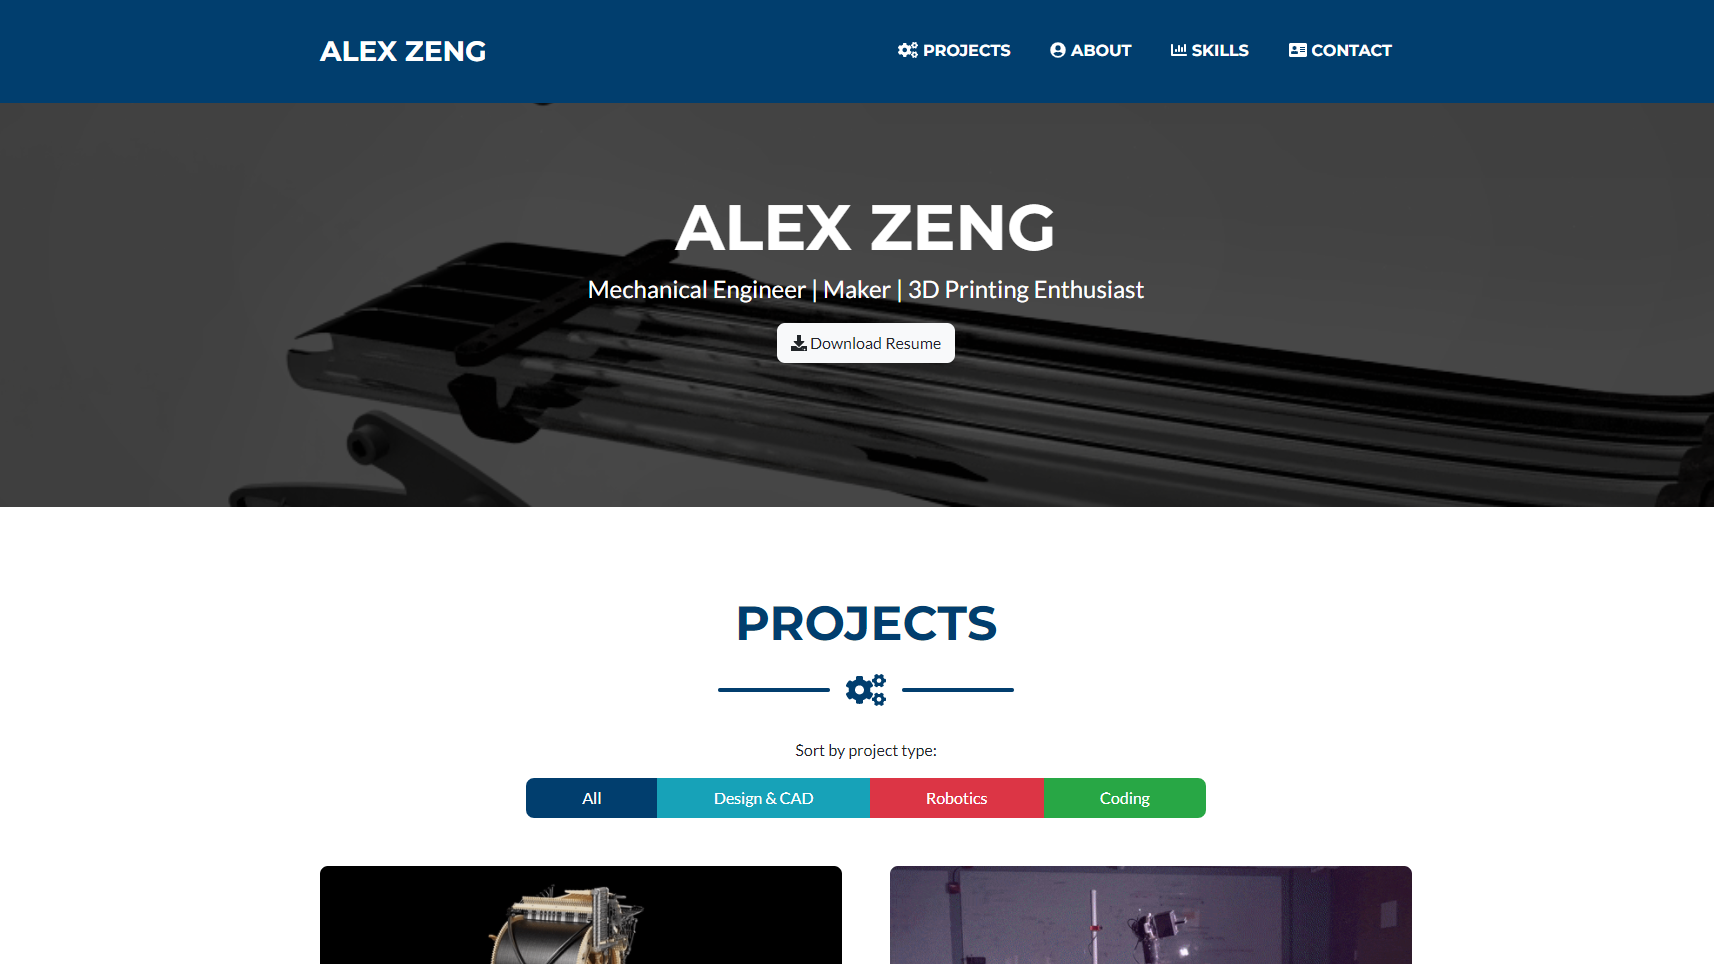 ALEX ZENG
PROJECTS ABOUT SKILLS CONTACT
ALEX ZENG
Mechanical Engineer | Maker | 3D Printing Enthusiast
Download Resume
PROJECTS
Sort by project type:
All Design & CAD Robotics Coding